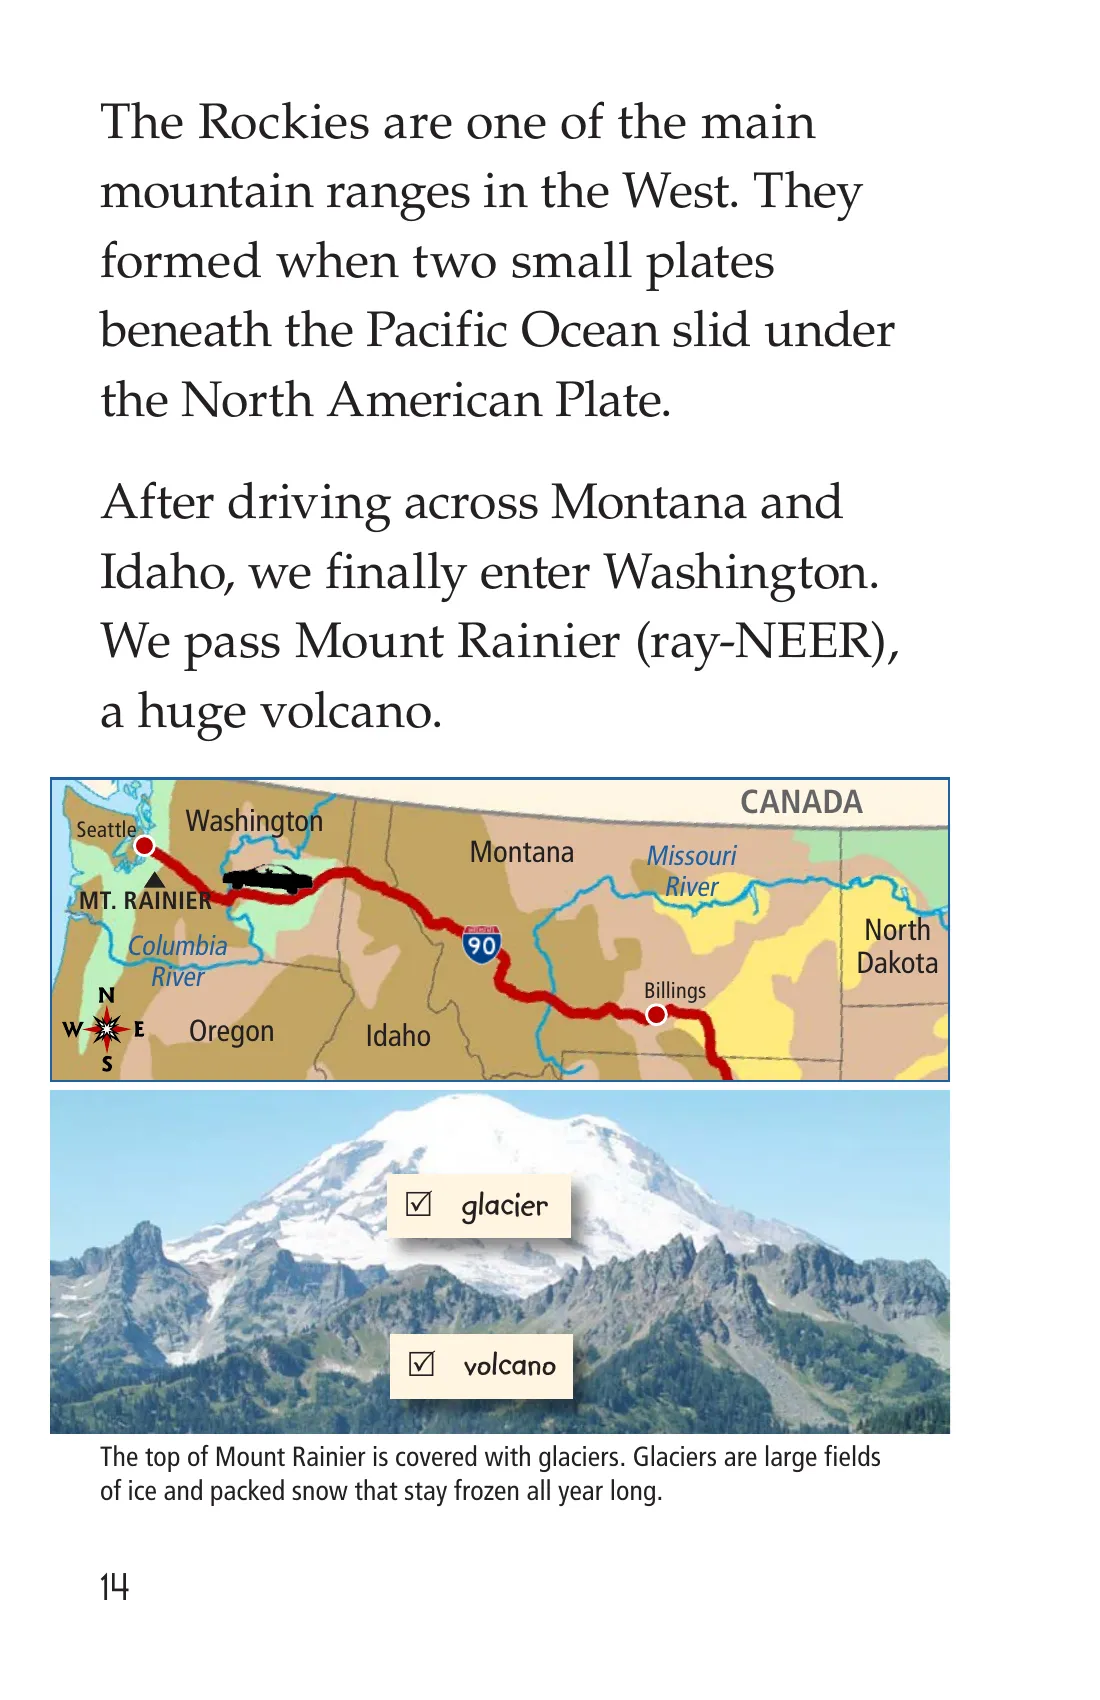 The Rockies are one of the main
mountain ranges in the West. They
formed when two small plates
beneath the Pacific Ocean slid under
the North American Plate.
After driving across Montana and
Idaho, we finally enter Washington.
We pass Mount Rainier (ray-NEER),
a huge volcano.
CANADA
Seattle
Washington
Montana
Missouri
River
MT. RAINIER
90
North
Dakota
Columbia
River
Billings
N
W E
S
Oregon
Idaho
☑ glacier
☑ volcano
The top of Mount Rainier is covered with glaciers. Glaciers are large fields
of ice and packed snow that stay frozen all year long.
14